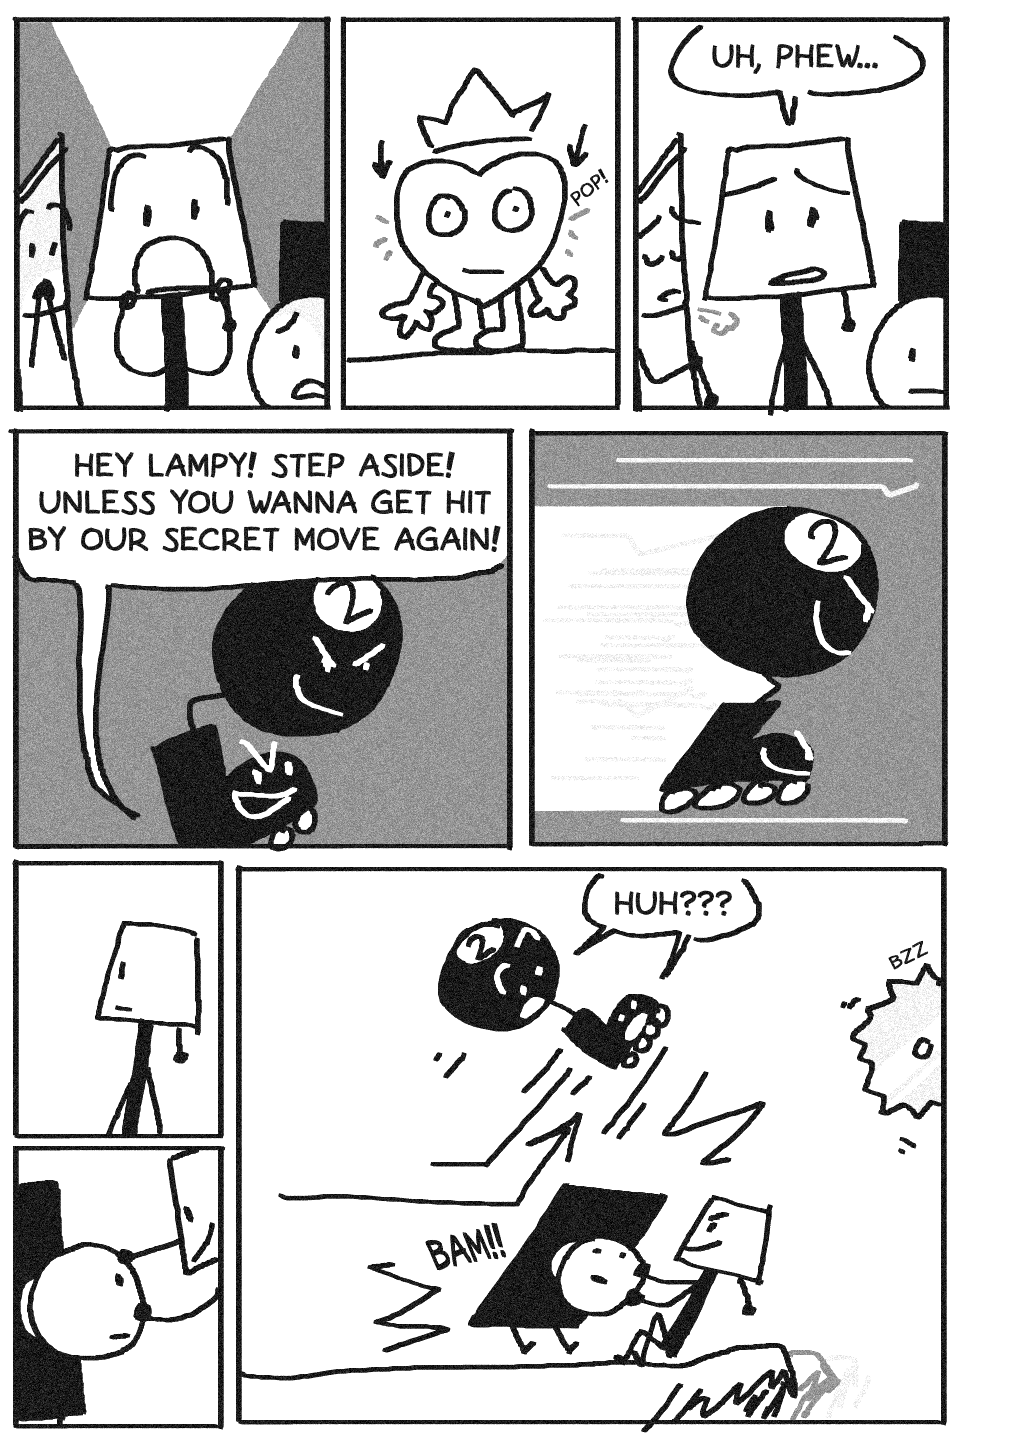 POP!
UH, PHEW...
HEY LAMPY! STEP ASIDE!
UNLESS YOU WANNA GET HIT
BY OUR SECRET MOVE AGAIN!
2
2
HUH???
2
BZZ
BAM!!